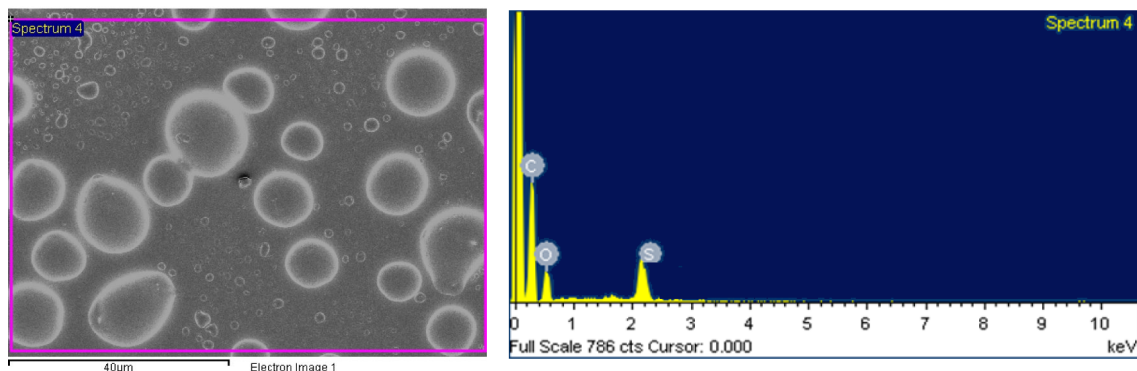 Spectrum 4
40µm
Electron Image 1
Spectrum 4
C
O
S
0 1 2 3 4 5 6 7 8 9 10
Full Scale 786 cts Cursor: 0.000
keV